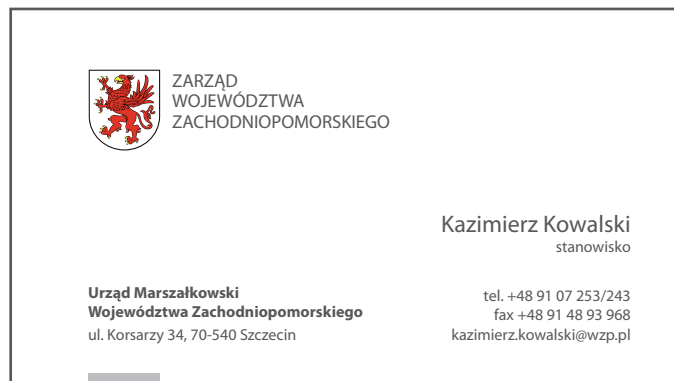 ZARZĄD
WOJEWÓDZTWA
ZACHODNIOPOMORSKIEGO
Kazimierz Kowalski
stanowisko
Urząd Marszałkowski
Województwa Zachodniopomorskiego
ul. Korsarzy 34, 70-540 Szczecin
tel. +48 91 07 253/243
fax +48 91 48 93 968
kazimierz.kowalski@wzp.pl